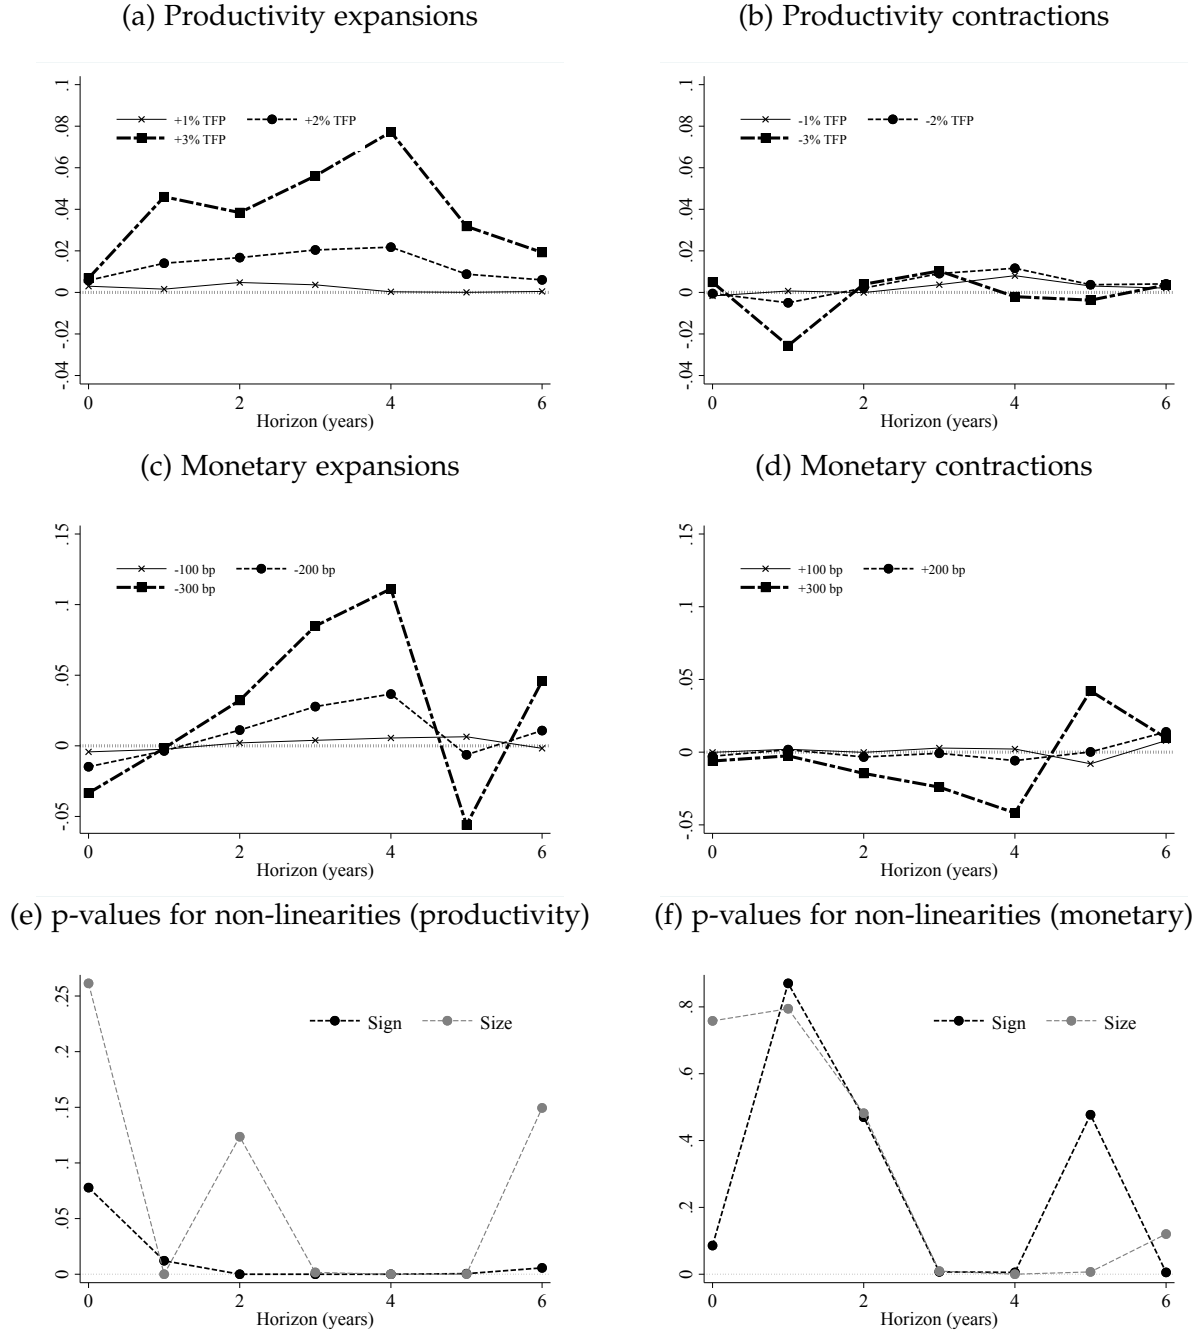 (a) Productivity expansions
(b) Productivity contractions
.1
.08
.06
.04
.02
0
-.02
-.04
+1% TFP
+2% TFP
+3% TFP
0 2 4 6
Horizon (years)
.1
.08
.06
.04
.02
0
-.02
-.04
-1% TFP
-2% TFP
-3% TFP
0 2 4 6
Horizon (years)
(c) Monetary expansions
(d) Monetary contractions
.15
.1
.05
0
-.05
-100 bp
-200 bp
-300 bp
0 2 4 6
Horizon (years)
.15
.1
.05
0
-.05
+100 bp
+200 bp
+300 bp
0 2 4 6
Horizon (years)
(e) p-values for non-linearities (productivity)
(f) p-values for non-linearities (monetary)
.25
.2
.15
.1
.05
0
Sign
Size
0 2 4 6
Horizon (years)
.8
.6
.4
.2
0
Sign
Size
0 2 4 6
Horizon (years)